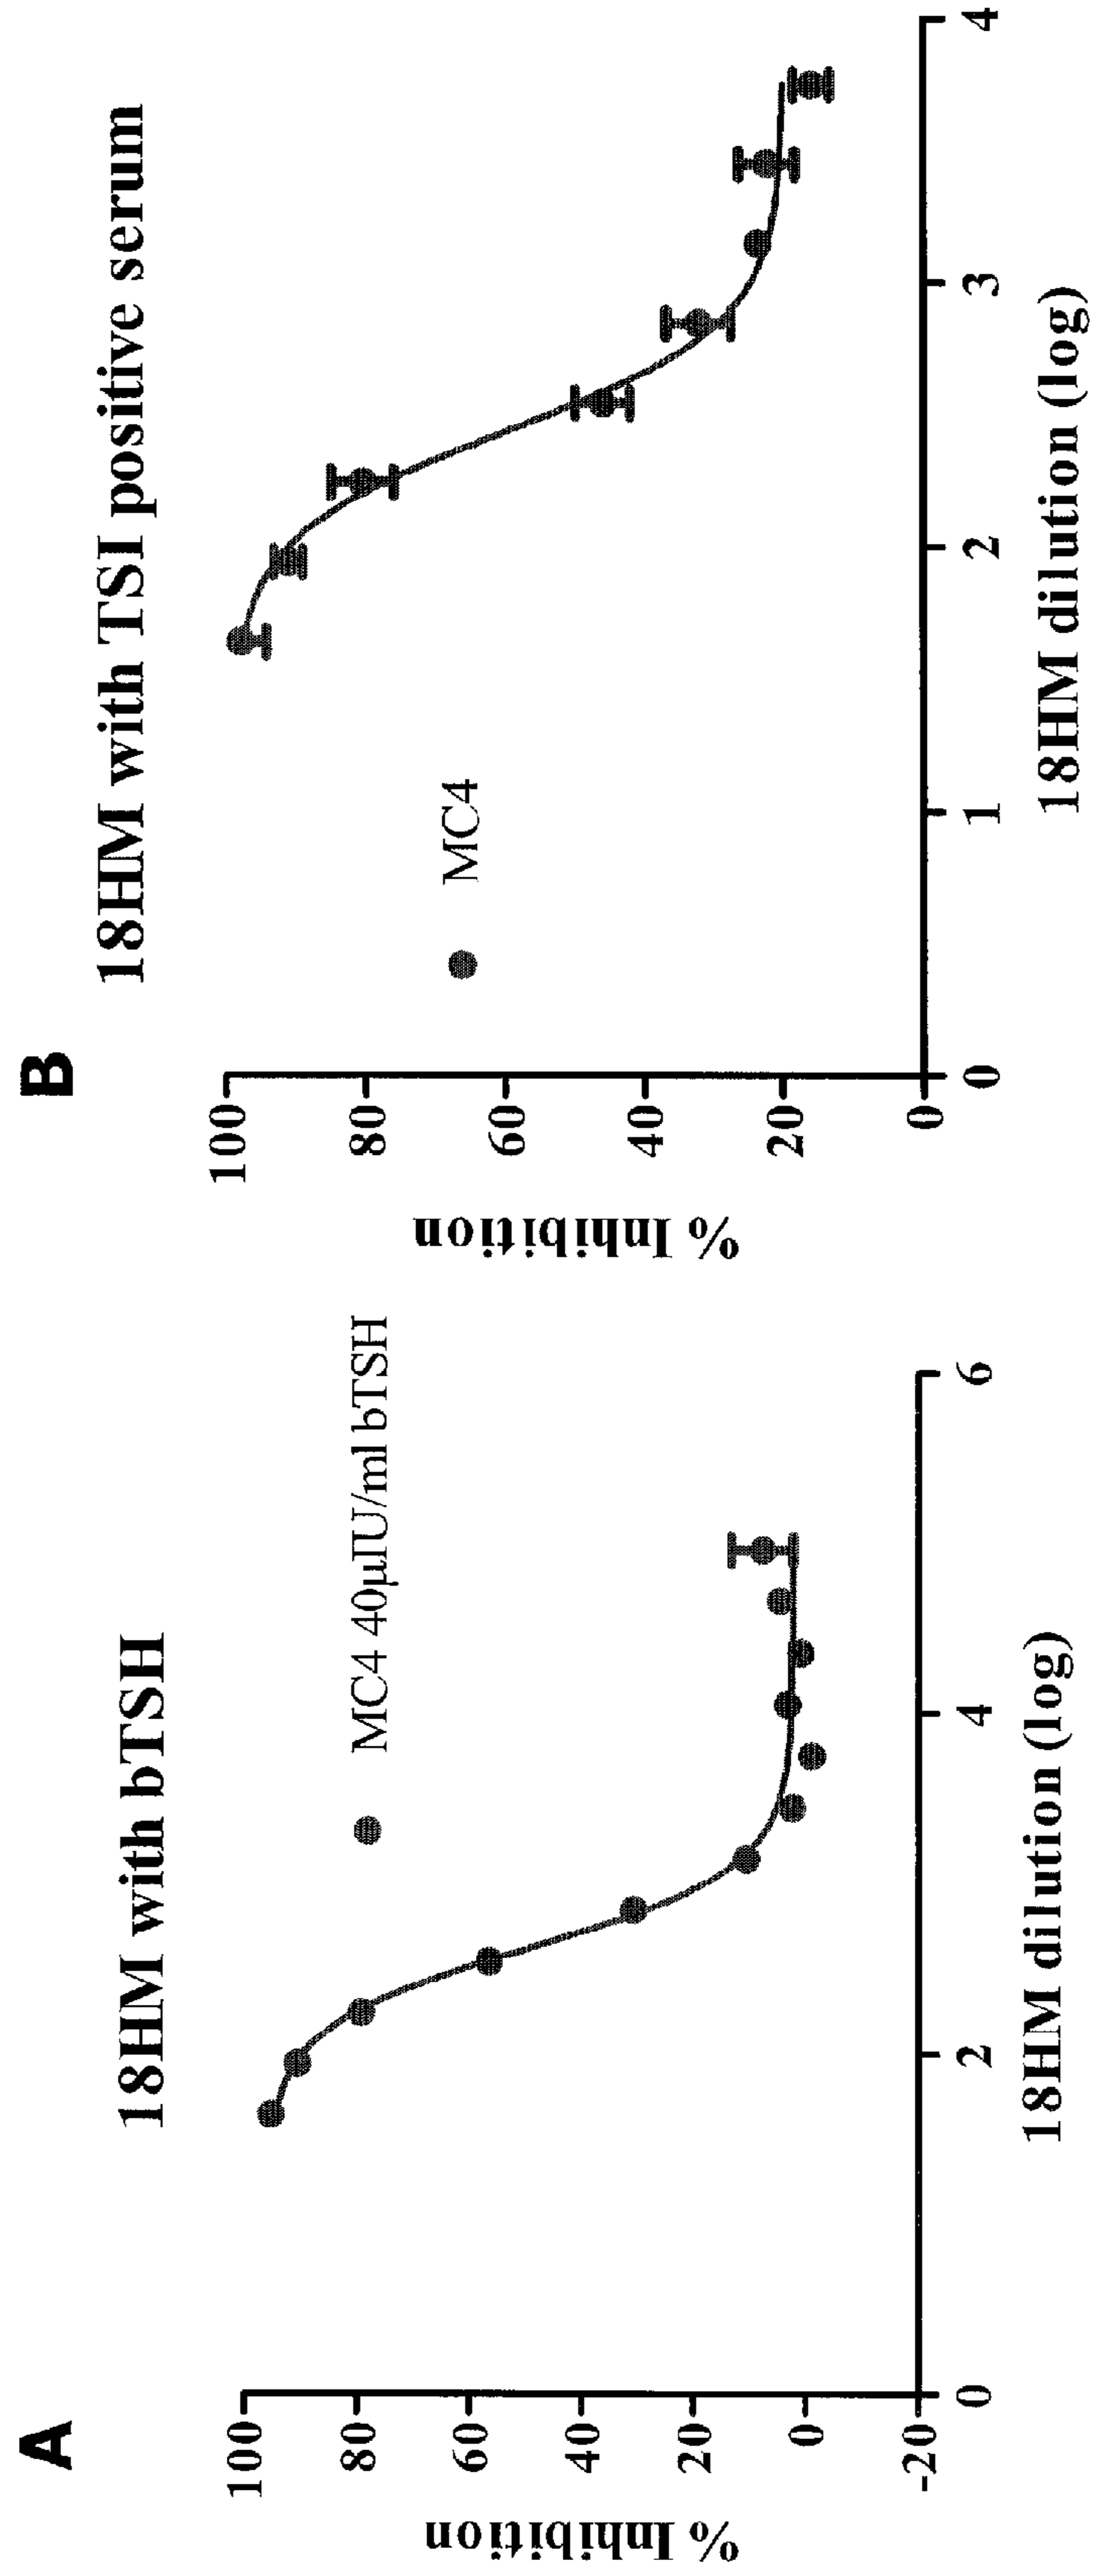 A
18HM with bTSH
% Inhibition
100
80
60
40
20
0
-20
MC4 40µIU/ml bTSH
0
2
4
6
18HM dilution (log)
B
18HM with TSI positive serum
% Inhibition
100
80
60
40
20
0
MC4
0
1
2
3
4
18HM dilution (log)